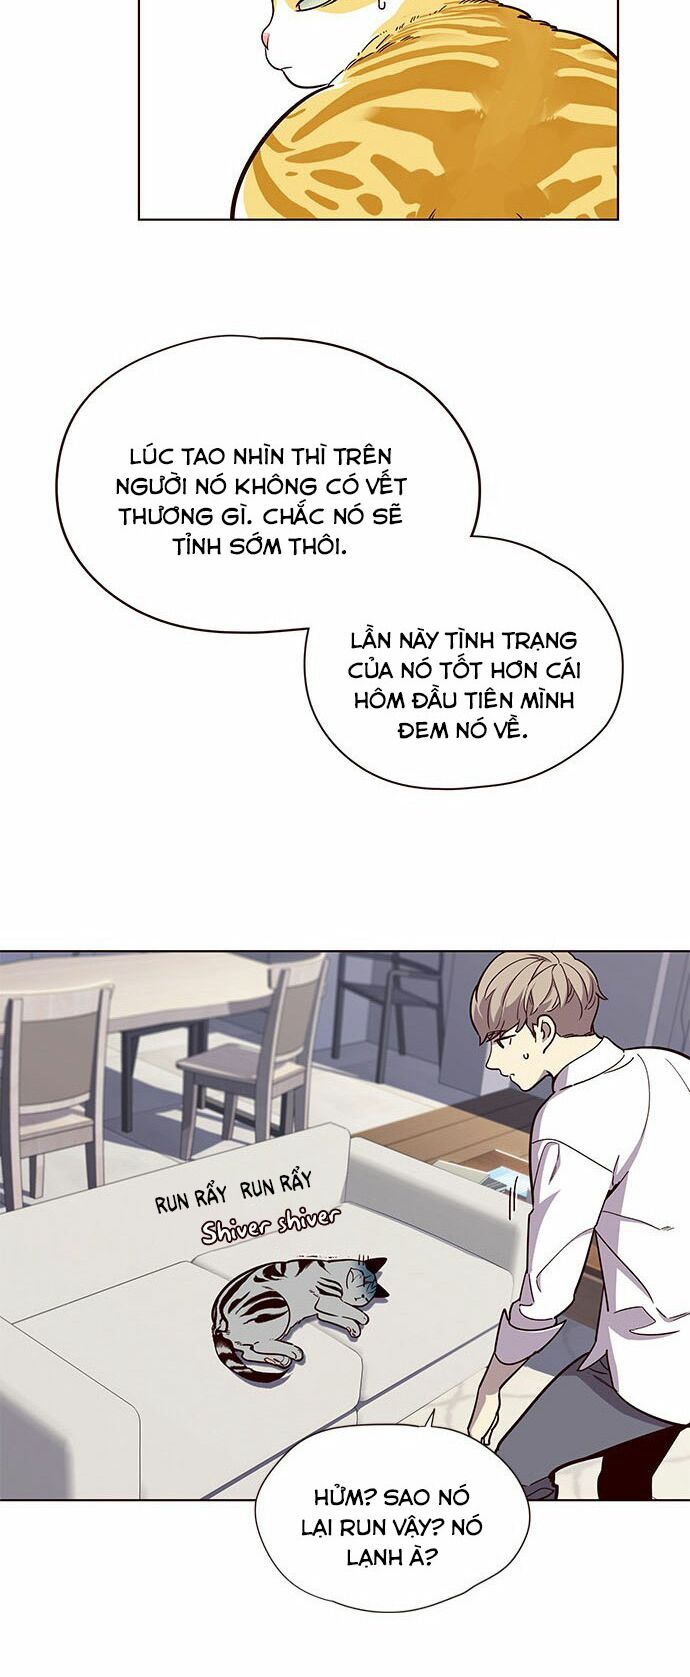 LÚC TAO NHÌN THÌ TRÊN
NGƯỜI NÓ KHÔNG CÓ VẾT
THƯƠNG GÌ. CHẮC NÓ SẼ
TỈNH SỚM THÔI.
LẦN NÀY TÌNH TRẠNG
CỦA NÓ TỐT HƠN CÁI
HÔM ĐẦU TIÊN MÌNH
ĐEM NÓ VỀ.
RUN RẨY RUN RẨY
Shiver shiver
HỬM? SAO NÓ
LẠI RUN VẬY? NÓ
LẠNH À?